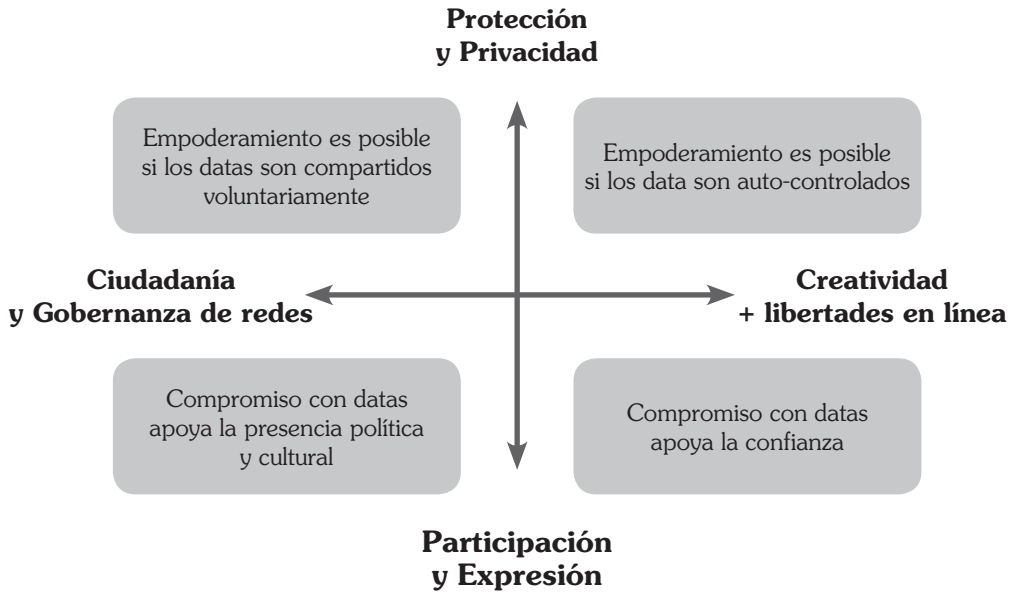 Protección
y Privacidad
Empoderamiento es posible
si los datas son compartidos
voluntariamente
Empoderamiento es posible
si los data son auto-controlados
Ciudadanía
y Gobernanza de redes
Creatividad
+ libertades en línea
Compromiso con datas
apoya la presencia política
y cultural
Compromiso con datas
apoya la confianza
Participación
y Expresión